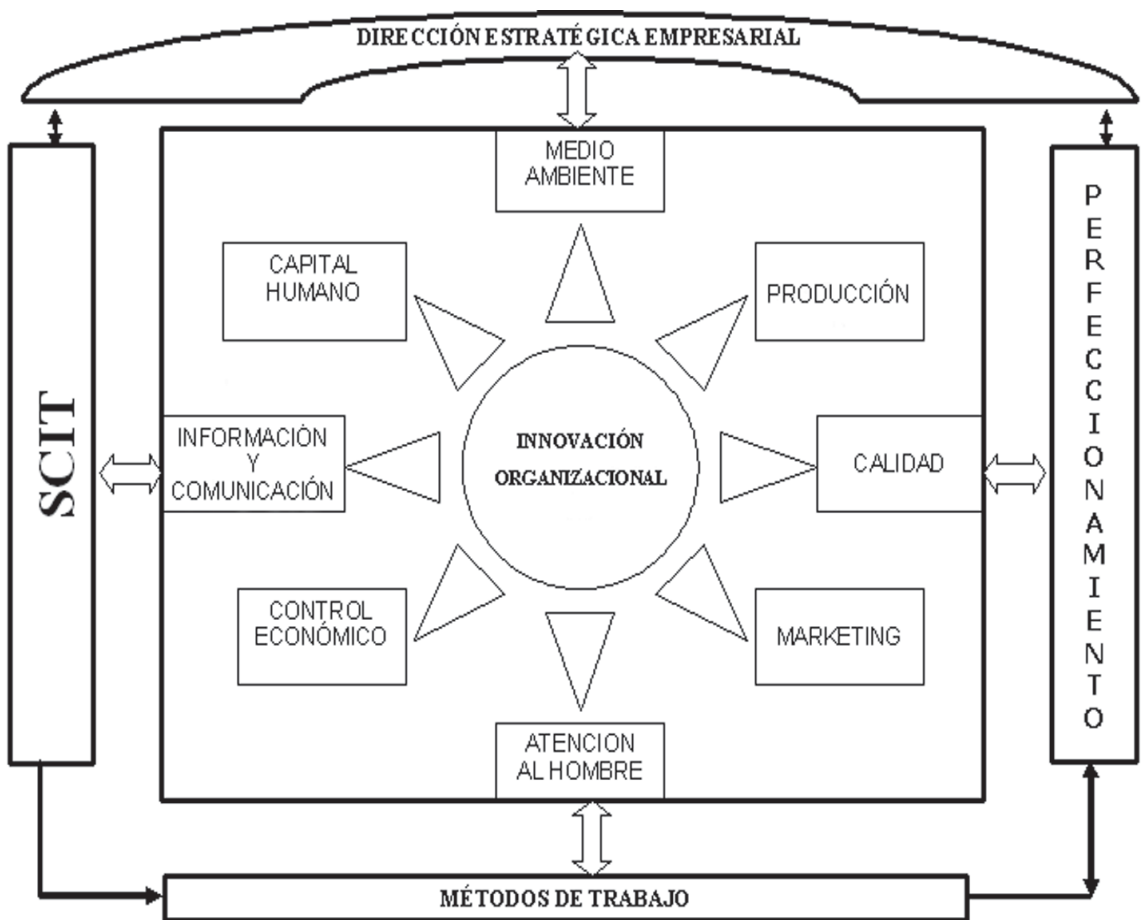 DIRECCIÓN ESTRATÉGICA EMPRESARIAL
MEDIO
AMBIENTE
CAPITAL
HUMANO
PRODUCCIÓN
SCIT
INFORMACIÓN
Y
COMUNICACIÓN
INNOVACIÓN
ORGANIZACIONAL
CALIDAD
PERFECCIONAMIENTO
CONTROL
ECONÓMICO
MARKETING
ATENCION
AL HOMBRE
MÉTODOS DE TRABAJO